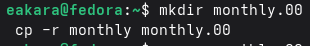 eakara@fedora:~$ mkdir monthly.00
cp -r monthly monthly.00